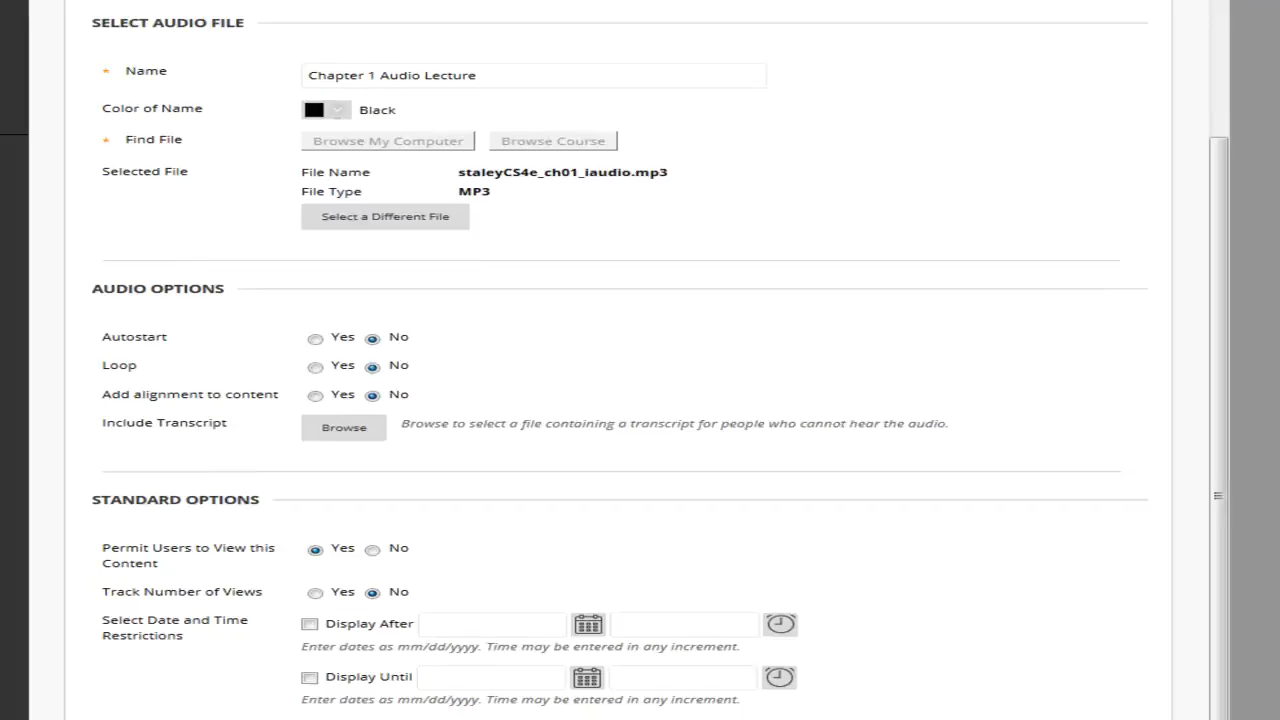 SELECT AUDIO FILE
* Name Chapter 1 Audio Lecture
Color of Name Black
* Find File Browse My Computer Browse Course
Selected File File Name staleyCS4e_ch01_iaudio.mp3
File Type MP3
Select a Different File
AUDIO OPTIONS
Autostart Yes No
Loop Yes No
Add alignment to content Yes No
Include Transcript Browse Browse to select a file containing a transcript for people who cannot hear the audio.
STANDARD OPTIONS
Permit Users to View this Yes No
Content
Track Number of Views Yes No
Select Date and Time Display After
Restrictions
Enter dates as mm/dd/yyyy. Time may be entered in any increment.
Display Until
Enter dates as mm/dd/yyyy. Time may be entered in any increment.